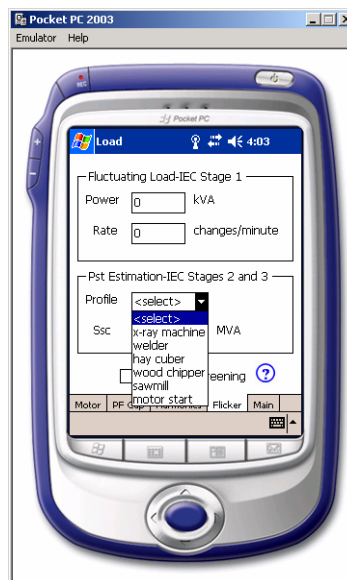 Pocket PC 2003
Emulator Help
REC
Pocket PC
Load 4:03
Fluctuating Load-IEC Stage 1
Power 0 kVA
Rate 0 changes/minute
Pst Estimation-IEC Stages 2 and 3
Profile <select>
<select>
Ssc x-ray machine MVA
welder
hay cuber
wood chipper
sawmill
motor start
eening ?
Motor PF Cap Flicker Main